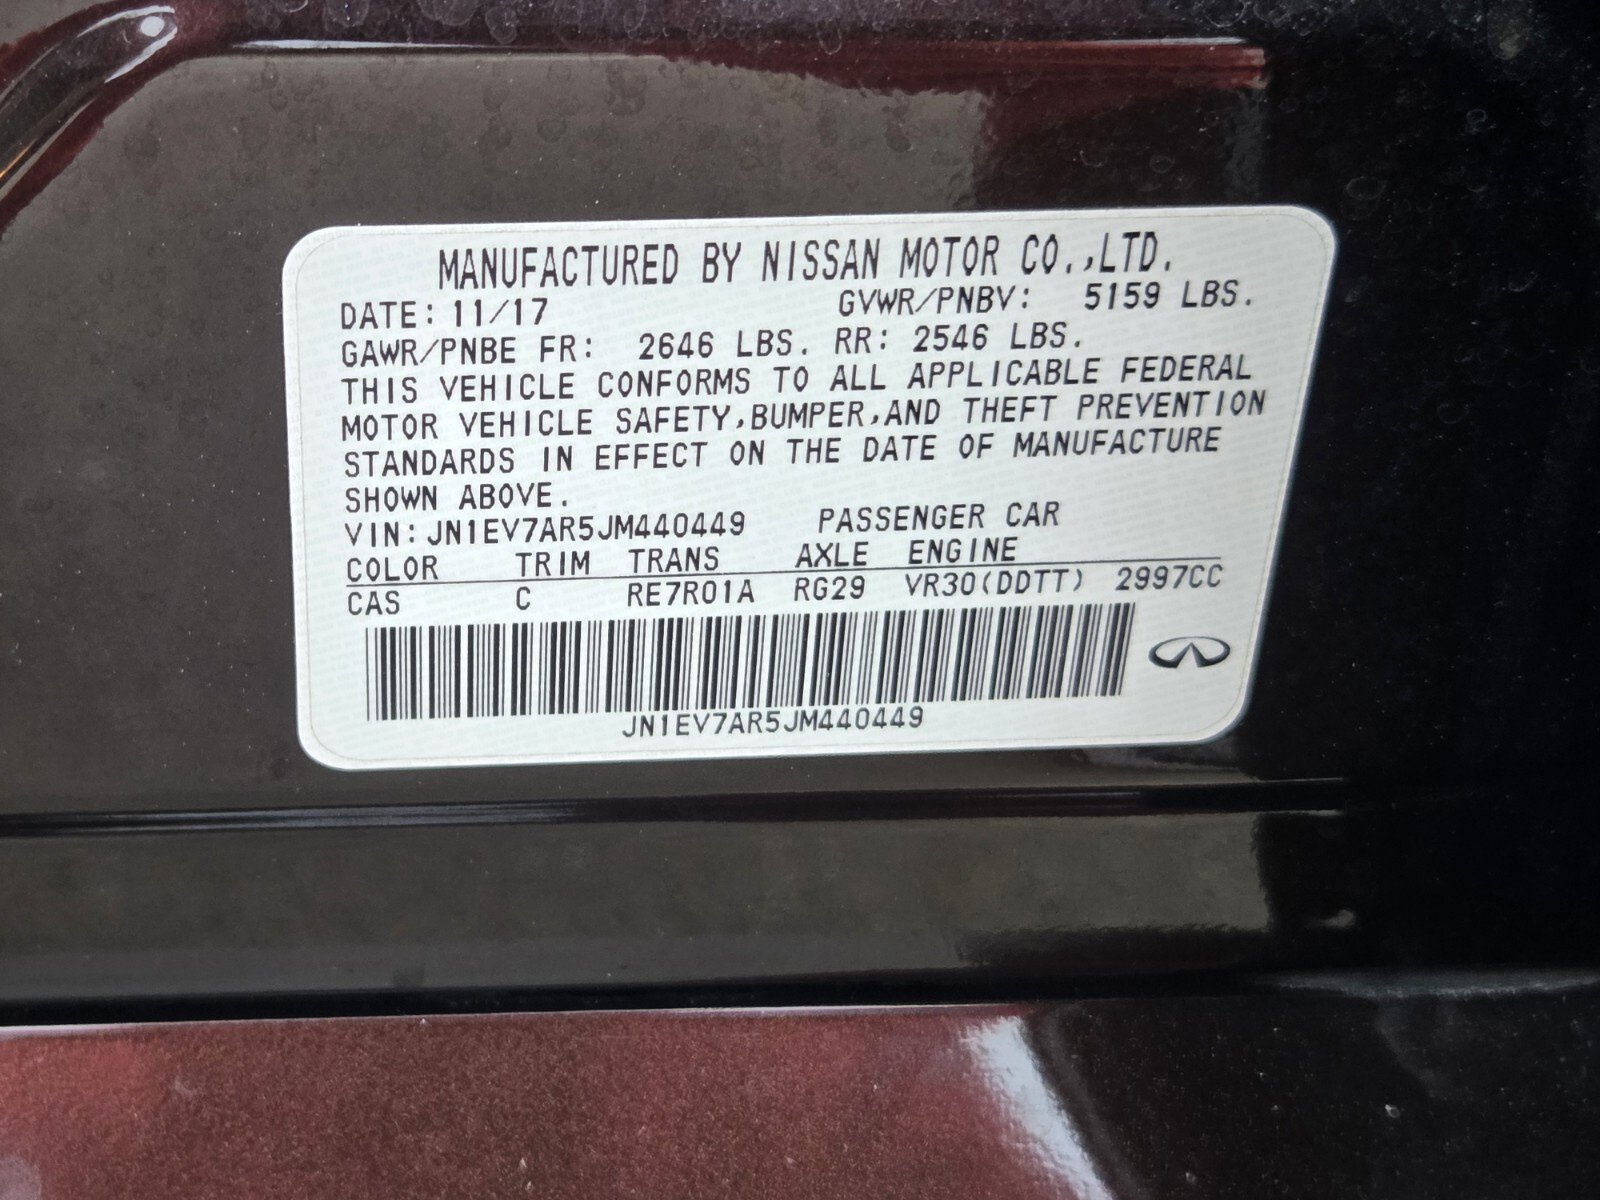 MANUFACTURED BY NISSAN MOTOR CO.,LTD.
DATE: 11/17 GVWR/PNBV: 5159 LBS.
GAWR/PNBE FR: 2646 LBS. RR: 2546 LBS.
THIS VEHICLE CONFORMS TO ALL APPLICABLE FEDERAL
MOTOR VEHICLE SAFETY,BUMPER,AND THEFT PREVENTION
STANDARDS IN EFFECT ON THE DATE OF MANUFACTURE
SHOWN ABOVE.
VIN:JN1EV7AR5JM440449 PASSENGER CAR
COLOR TRIM TRANS AXLE ENGINE
CAS C RE7R01A RG29 VR30(DDTT) 2997CC
JN1EV7AR5JM440449